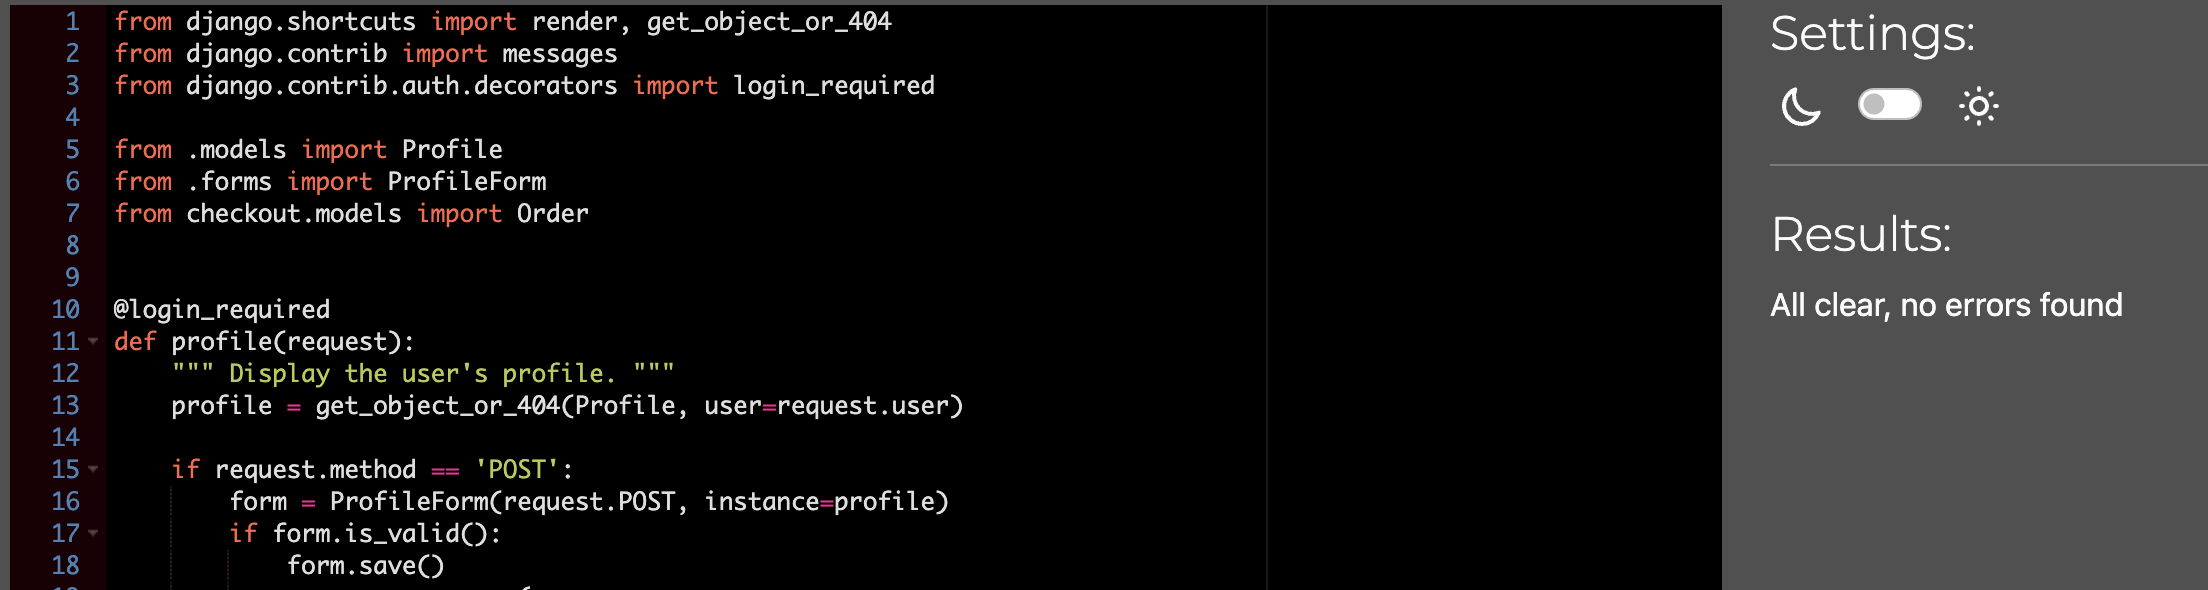 1 from django.shortcuts import render, get_object_or_404
2 from django.contrib import messages
3 from django.contrib.auth.decorators import login_required
4
5 from .models import Profile
6 from .forms import ProfileForm
7 from checkout.models import Order
8
9
10 @login_required
11 def profile(request):
12     """ Display the user's profile. """
13     profile = get_object_or_404(Profile, user=request.user)
14
15     if request.method == 'POST':
16         form = ProfileForm(request.POST, instance=profile)
17         if form.is_valid():
18             form.save()
Settings:
Results:
All clear, no errors found